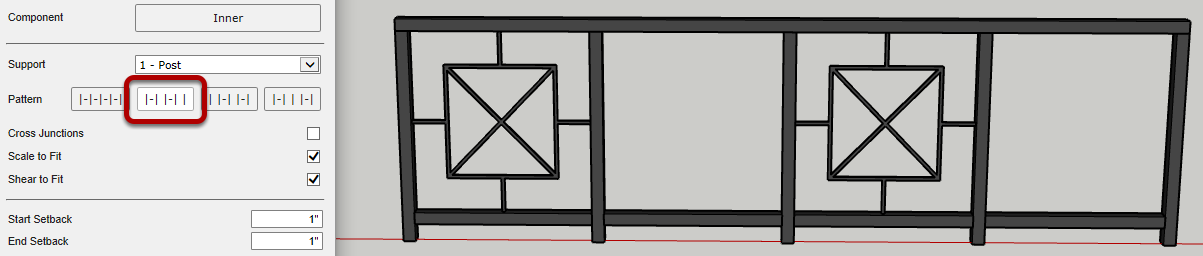 Component Inner
Support 1 - Post
Pattern |-|-|-|-| |-| |-| | | |-| |-| |-| | |-|
Cross Junctions
Scale to Fit
Shear to Fit
Start Setback 1"
End Setback 1"